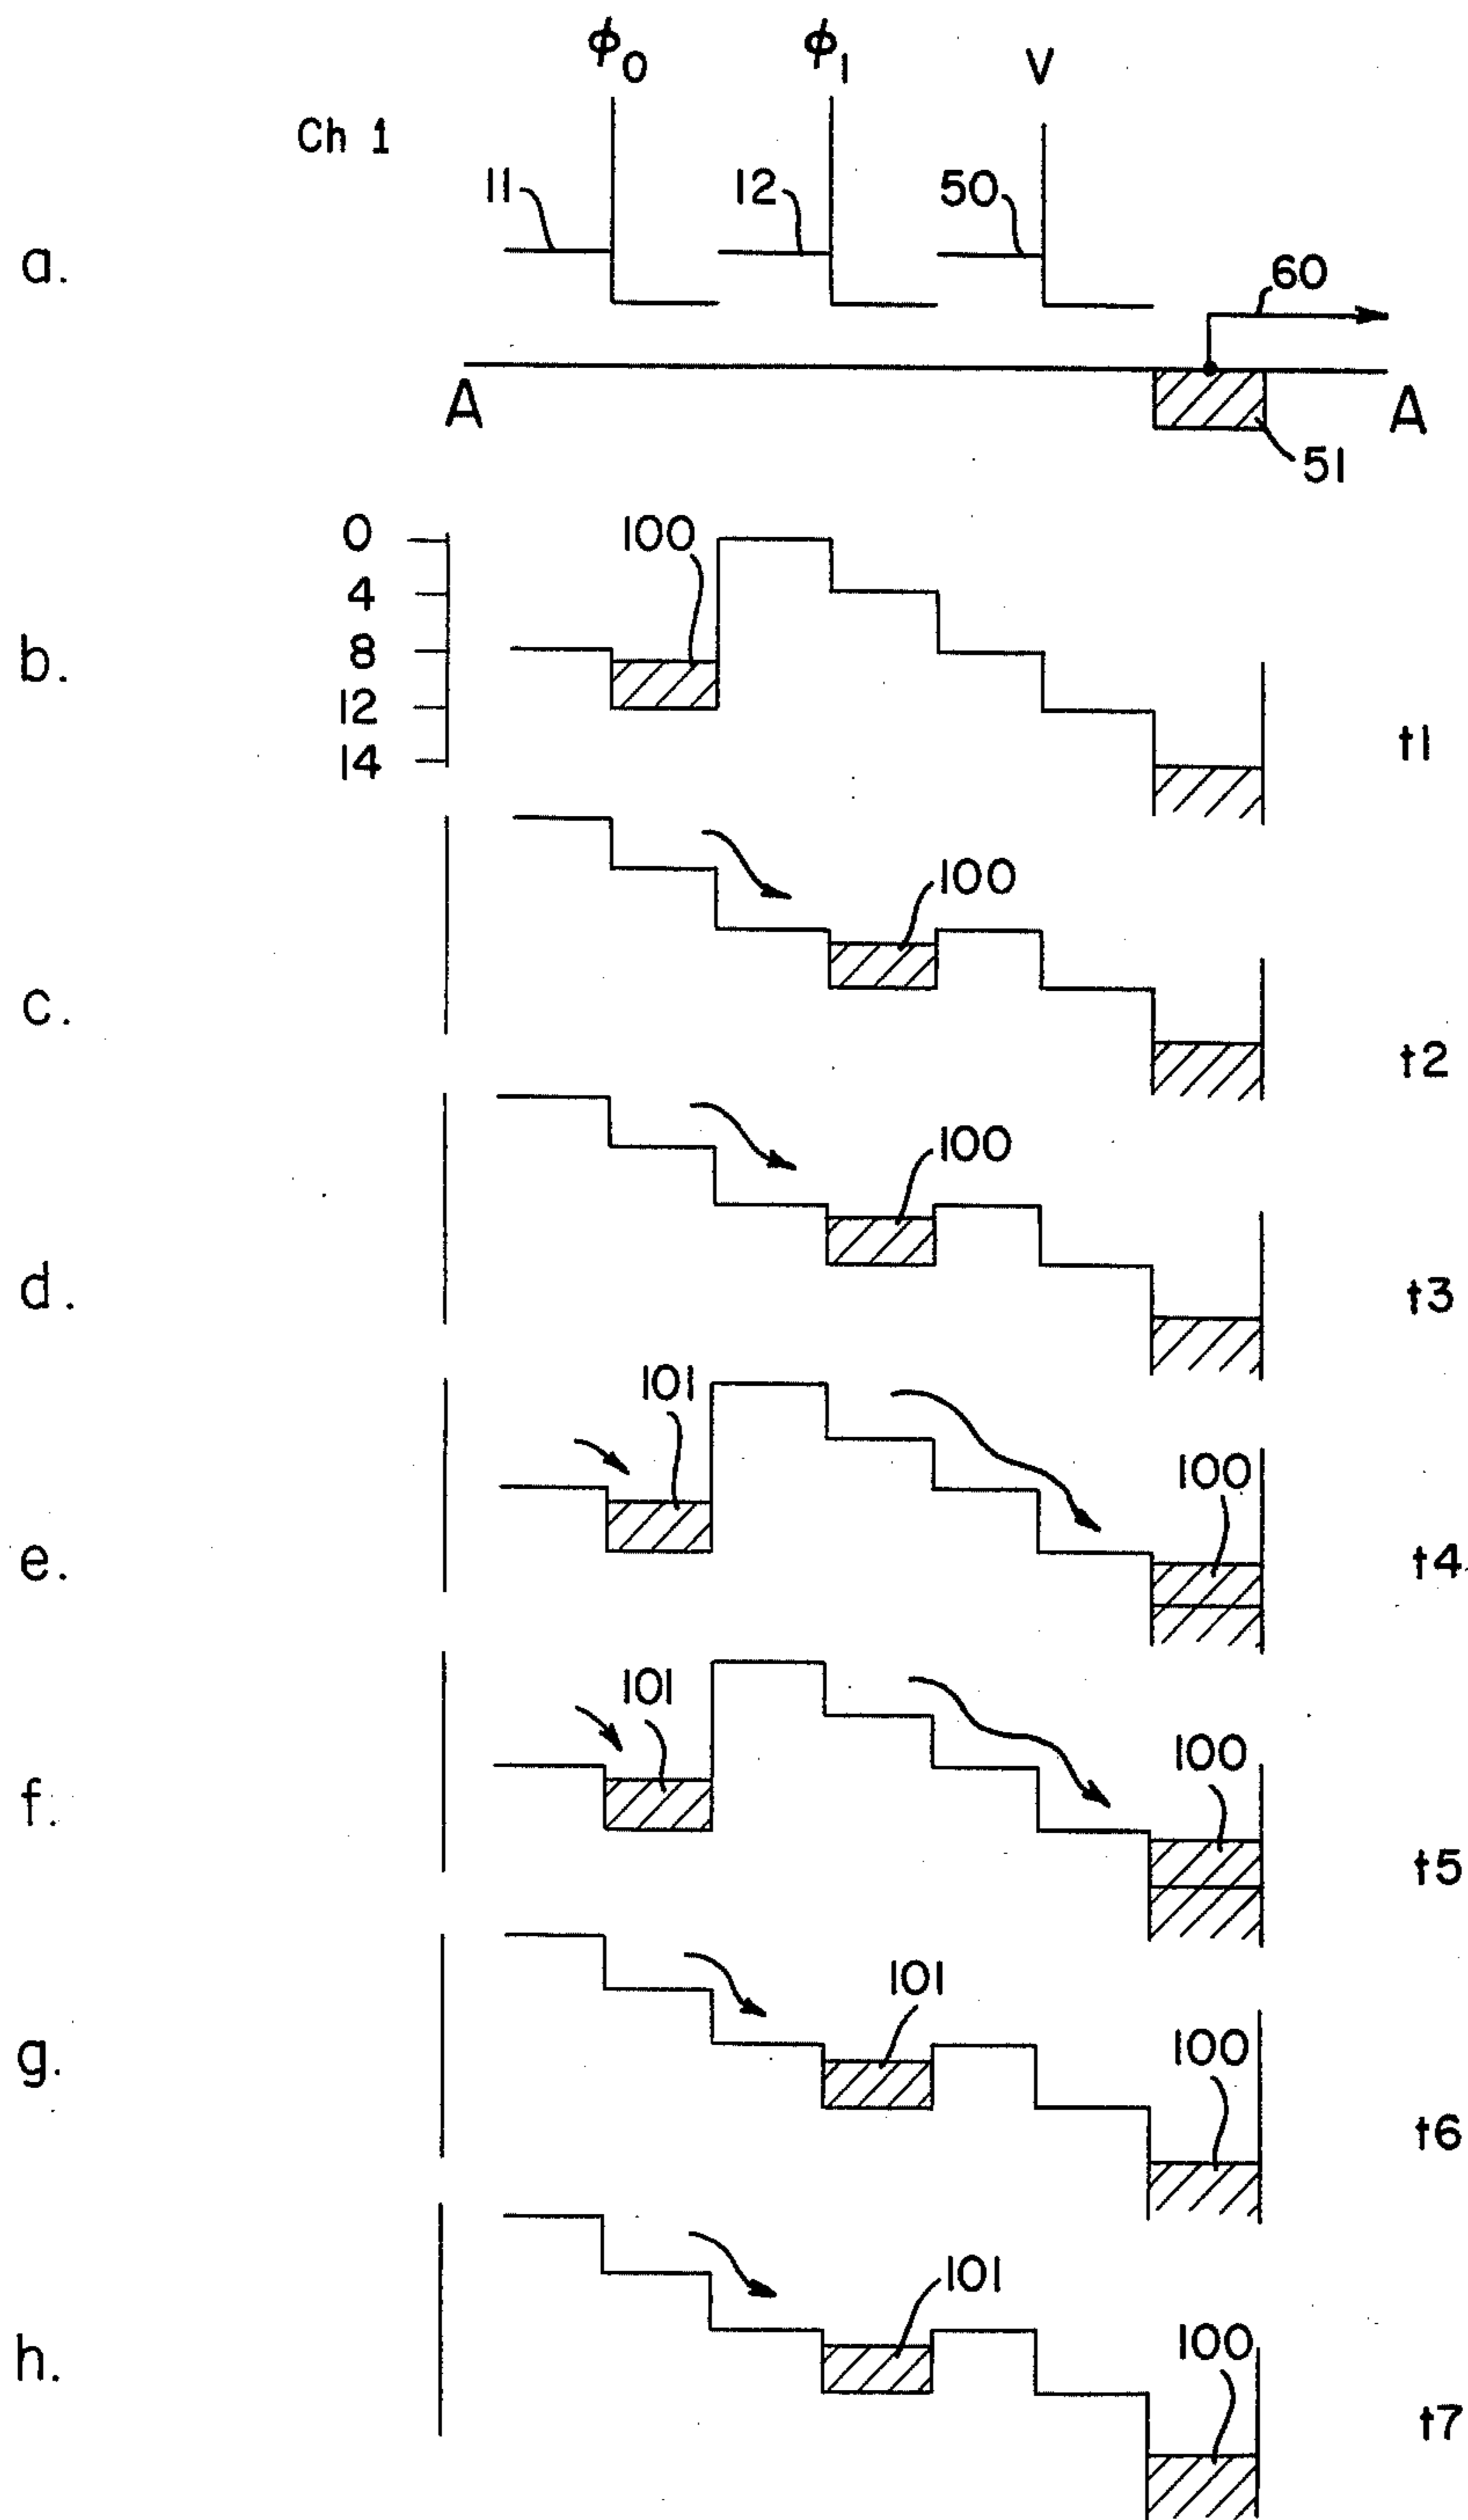 ϕ0 ϕ1 V
Ch 1
11 12 50
a. 60
A A
51
0 100
4
b. 8
12
14 t1
100
c. t2
100
d. t3
101
100
e. t4
101
100
f. t5
101
g. 100
t6
101
h. 100
t7